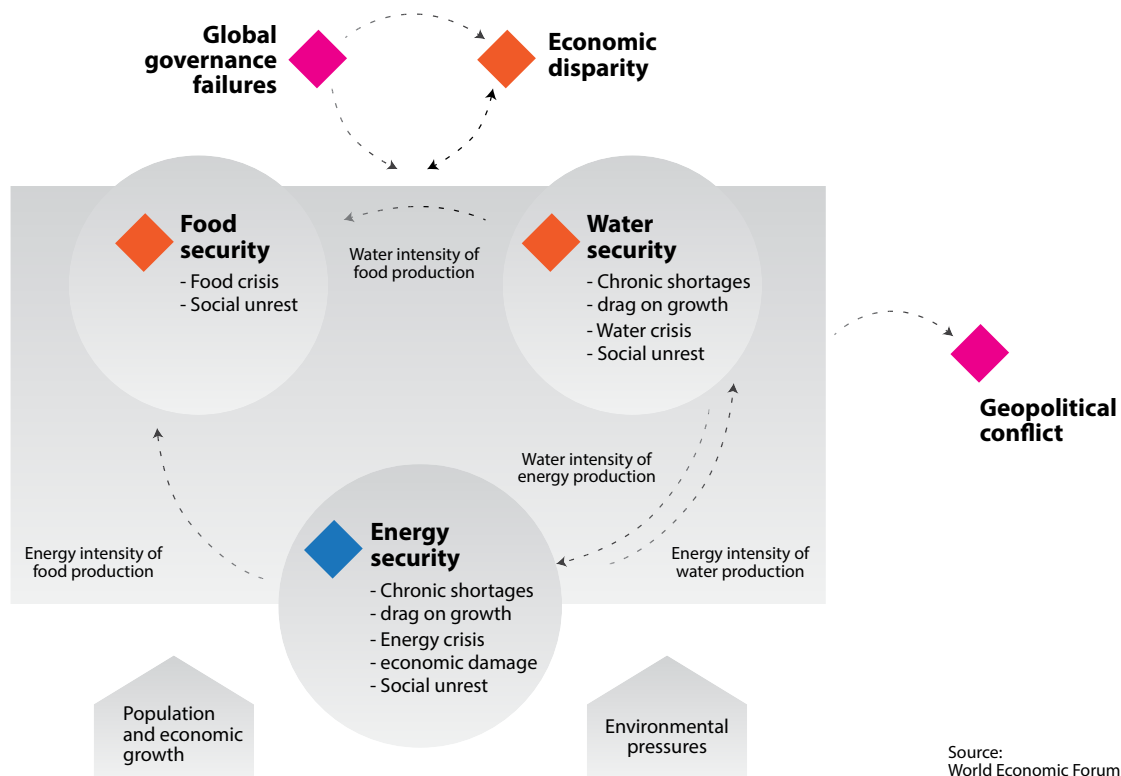 Global
governance
failures
Economic
disparity
Food
security
- Food crisis
- Social unrest
Water intensity of
food production
Water
security
- Chronic shortages
- drag on growth
- Water crisis
- Social unrest
Geopolitical
conflict
Water intensity of
energy production
Energy intensity of
food production
Energy
security
- Chronic shortages
- drag on growth
- Energy crisis
- economic damage
- Social unrest
Energy intensity of
water production
Population
and economic
growth
Environmental
pressures
Source:
World Economic Forum